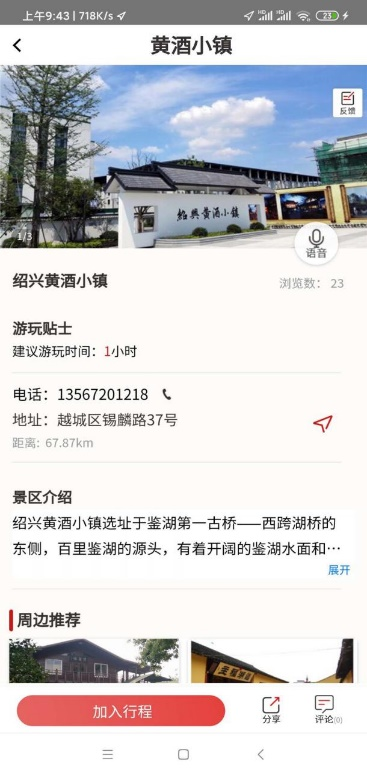 上午9:43 | 718K/s
HD HD 23
黄酒小镇
反馈
紹興黄酒小镇
1/3
语音
绍兴黄酒小镇
浏览数： 23
游玩贴士
建议游玩时间：1小时
电话：13567201218
地址：越城区锡麟路37号
距离: 67.87km
景区介绍
绍兴黄酒小镇选址于鉴湖第一古桥——西跨湖桥的
东侧，百里鉴湖的源头，有着开阔的鉴湖水面和···
展开
周边推荐
加入行程
分享
评论(0)